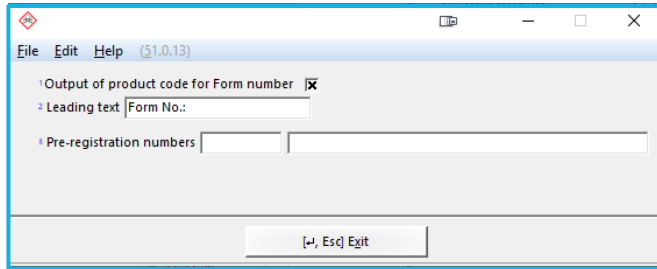 File Edit Help (51.0.13)
1 Output of product code for Form number
2 Leading text Form No.:
3 Pre-registration numbers
[↵, Esc] Exit